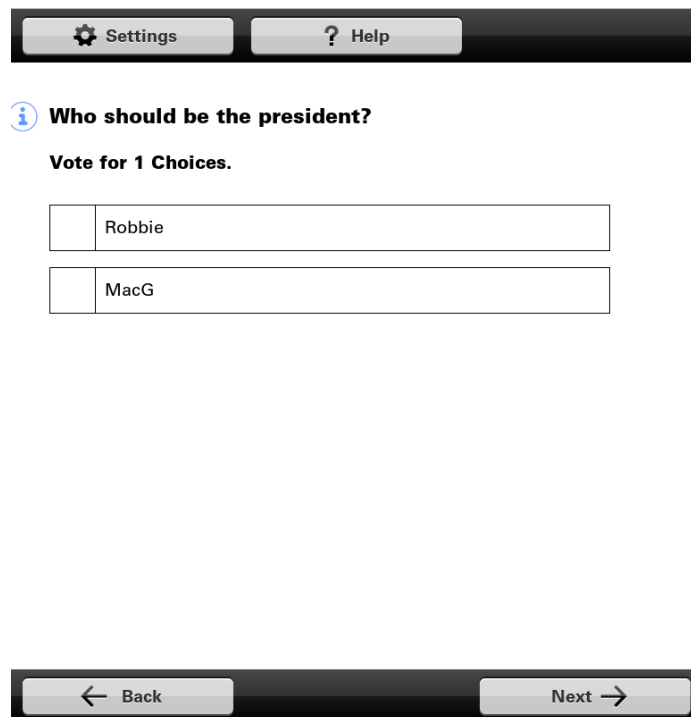 Settings
? Help
i Who should be the president?
Vote for 1 Choices.
Robbie
MacG
← Back
Next →